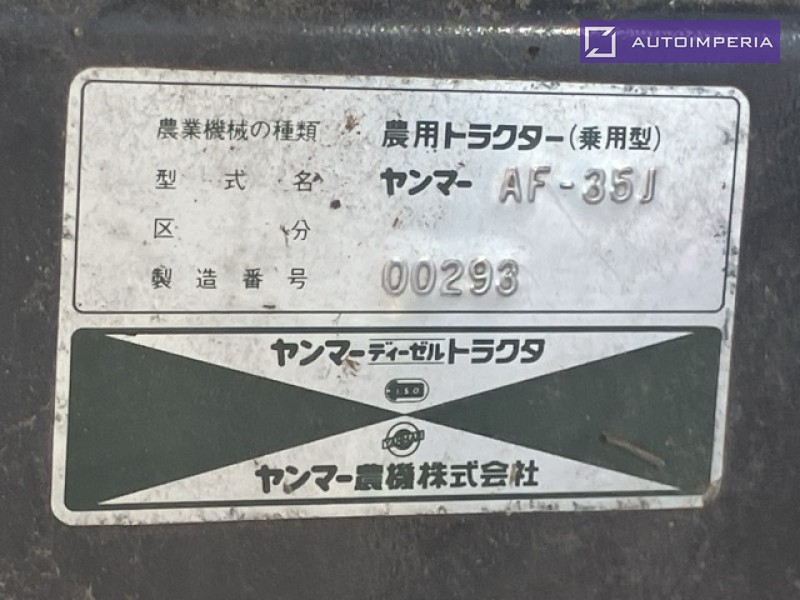 AUTOIMPERIA
農業機械の種類 農用トラクター(乗用型)
型式名 ヤンマー AF-35J
区分
製造番号 00293
ヤンマーディーゼルトラクタ
ISO
ヤンマー農機株式会社